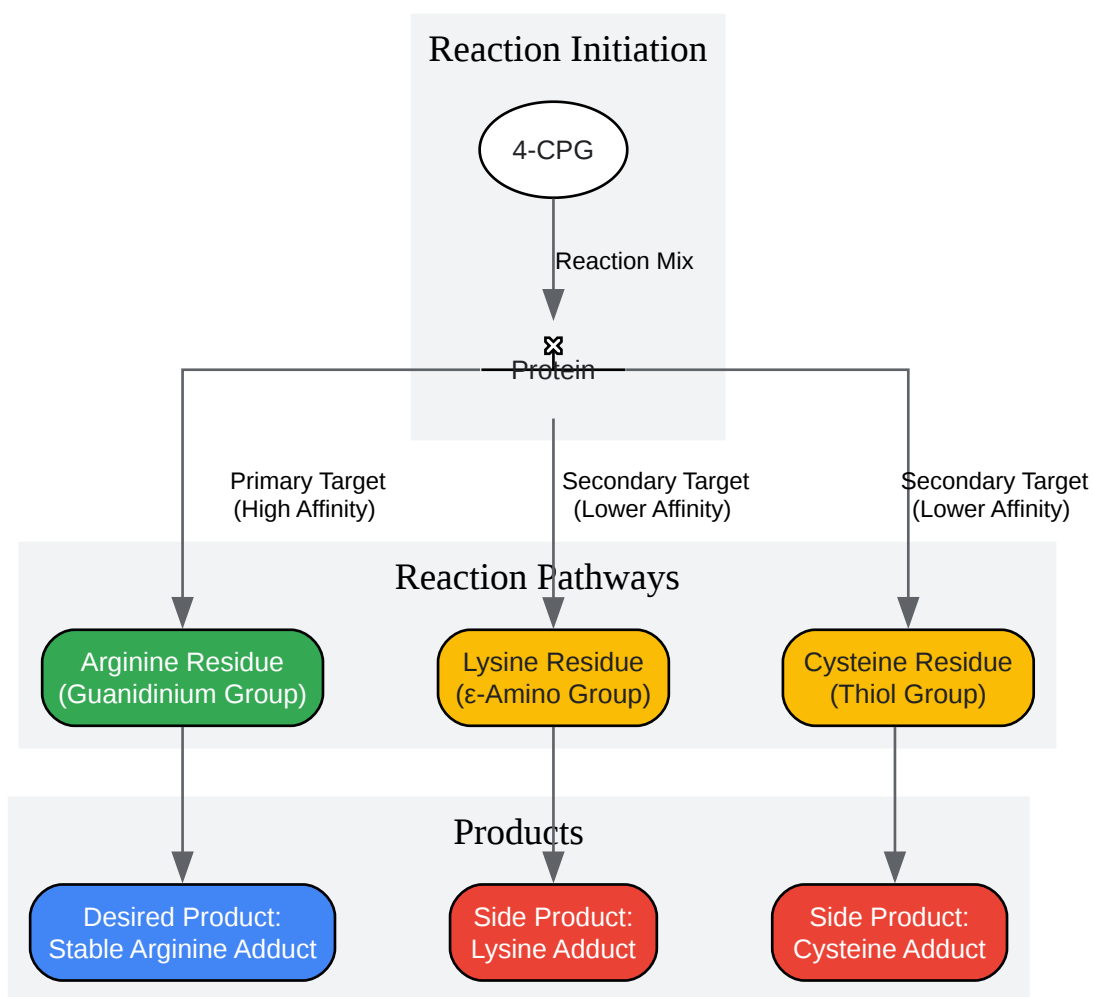 Reaction Initiation
4-CPG
Reaction Mix
Protein
Primary Target
(High Affinity)
Secondary Target
(Lower Affinity)
Secondary Target
(Lower Affinity)
Reaction Pathways
Arginine Residue
(Guanidinium Group)
Lysine Residue
(ε-Amino Group)
Cysteine Residue
(Thiol Group)
Products
Desired Product:
Stable Arginine Adduct
Side Product:
Lysine Adduct
Side Product:
Cysteine Adduct